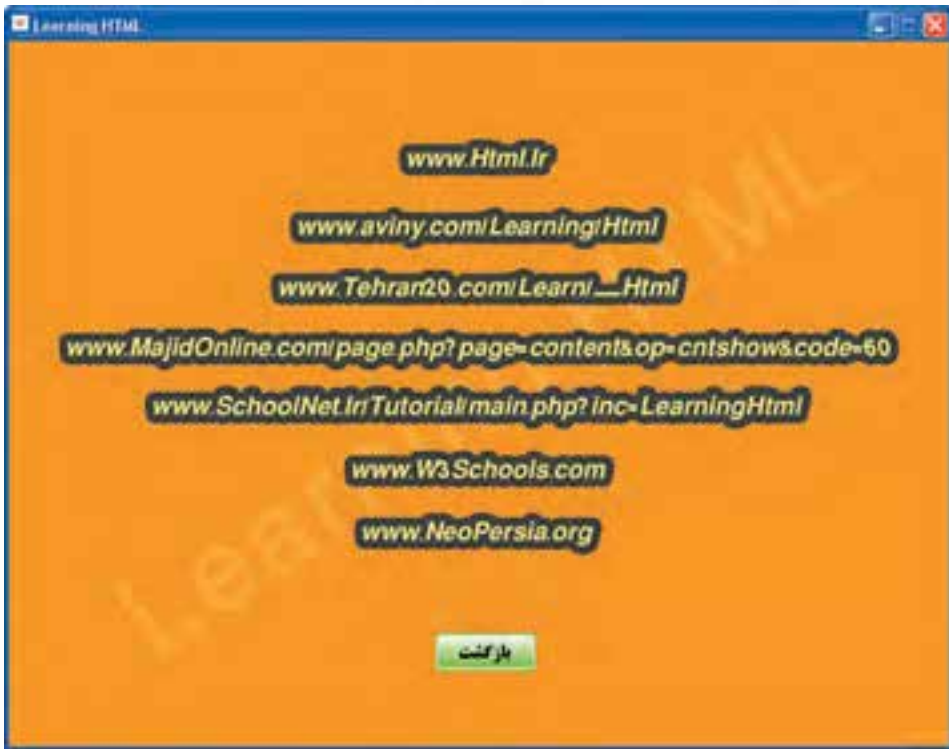 Learning HTML
www.Html.Ir
www.aviny.com/Learning/Html
www.Tehran20.com/Learn/__Html
www.MajidOnline.com/page.php?page=content&op=cntshow&code=60
www.SchoolNet.Ir/Tutorial/main.php?inc=LearningHtml
www.W3Schools.com
www.NeoPersia.org
بازگشت